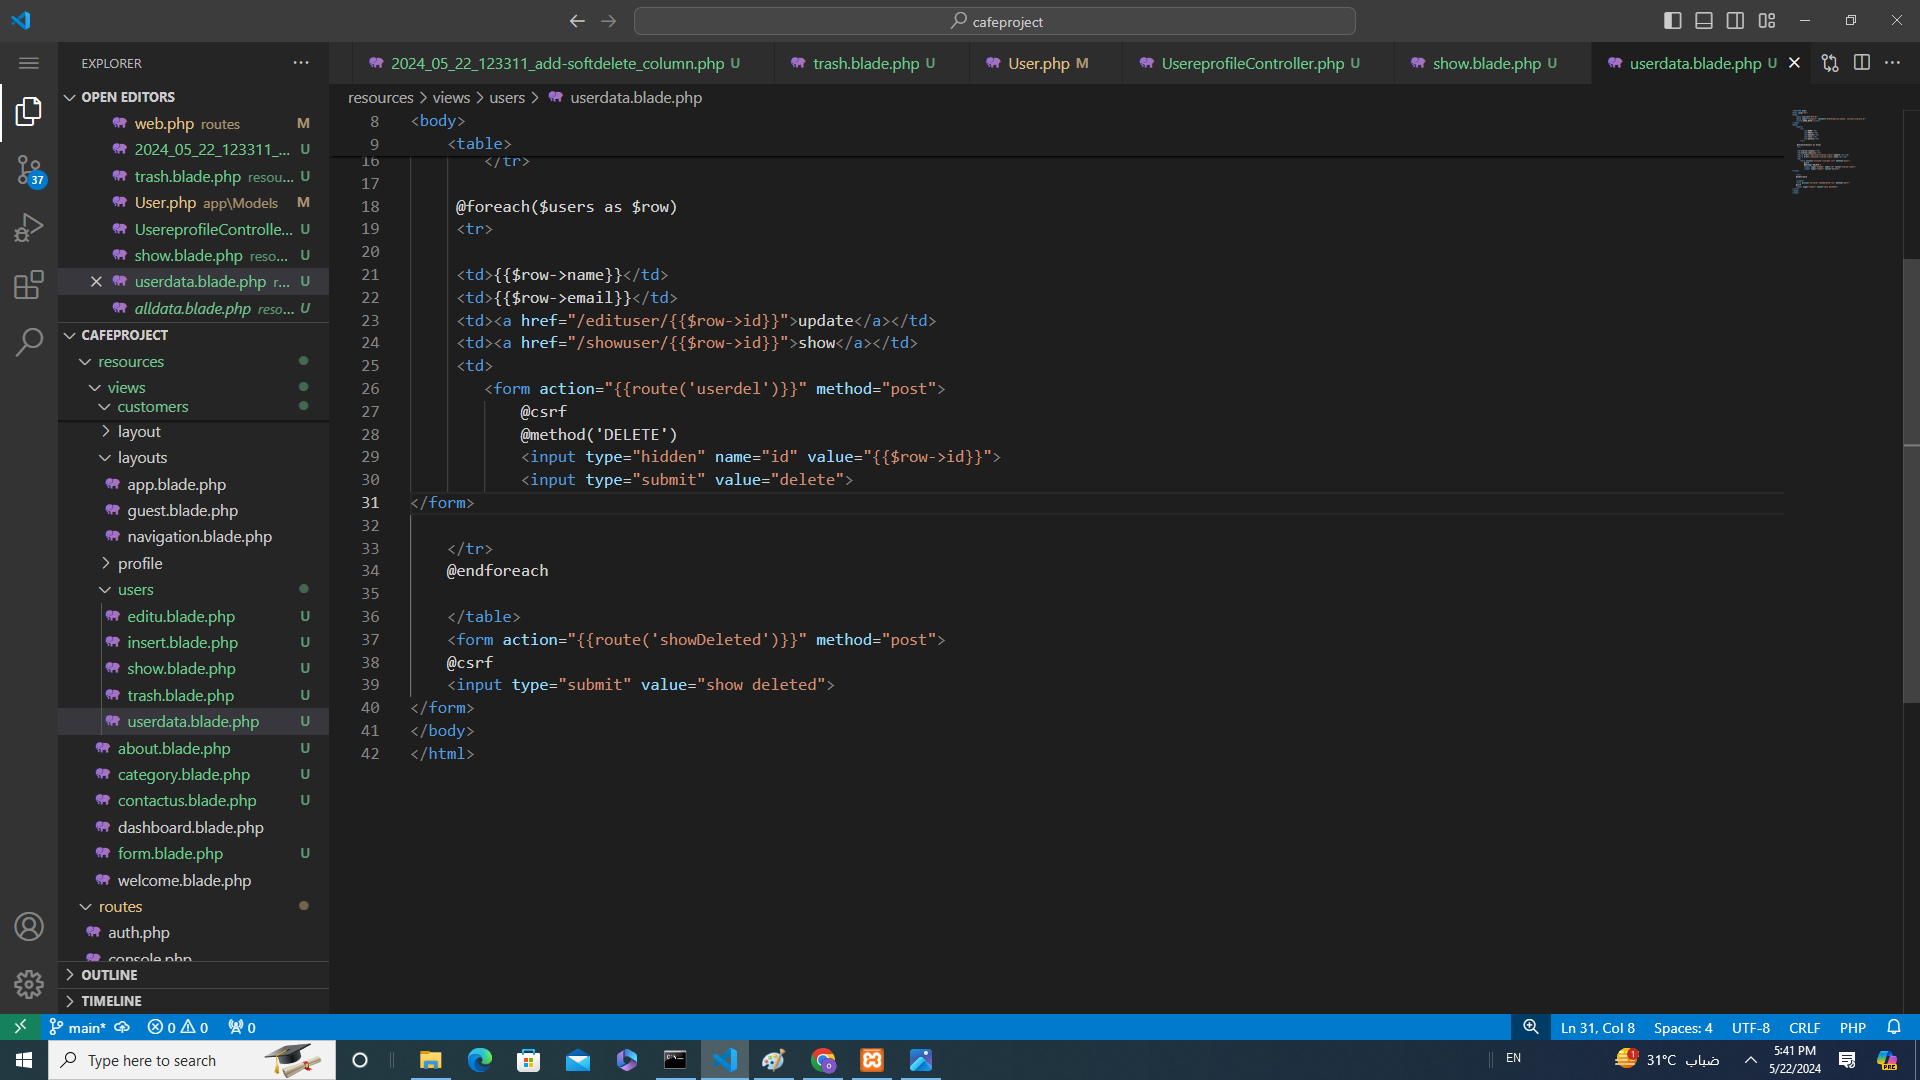 cafeproject
EXPLORER
2024_05_22_123311_add-softdelete_column.php U
trash.blade.php U
User.php M
UsereprofileController.php U
show.blade.php U
userdata.blade.php U
OPEN EDITORS
web.php routes M
2024_05_22_123311_... U
trash.blade.php resou... U
User.php app\Models M
UsereprofileControlle... U
show.blade.php reso... U
userdata.blade.php r... U
alldata.blade.php reso... U
CAFEPROJECT
resources
views
customers
layout
layouts
app.blade.php
guest.blade.php
navigation.blade.php
profile
users
editu.blade.php U
insert.blade.php U
show.blade.php U
trash.blade.php U
userdata.blade.php U
about.blade.php U
category.blade.php U
contactus.blade.php U
dashboard.blade.php
form.blade.php U
welcome.blade.php
routes
auth.php
console.php
OUTLINE
TIMELINE
37
resources > views > users > userdata.blade.php
8 <body>
9 <table>
16 </tr>
17
18 @foreach($users as $row)
19 <tr>
20
21 <td>{{$row->name}}</td>
22 <td>{{$row->email}}</td>
23 <td><a href="/edituser/{{$row->id}}">update</a></td>
24 <td><a href="/showuser/{{$row->id}}">show</a></td>
25 <td>
26 <form action="{{route('userdel')}}" method="post">
27 @csrf
28 @method('DELETE')
29 <input type="hidden" name="id" value="{{$row->id}}">
30 <input type="submit" value="delete">
31 </form>
32
33 </tr>
34 @endforeach
35
36 </table>
37 <form action="{{route('showDeleted')}}" method="post">
38 @csrf
39 <input type="submit" value="show deleted">
40 </form>
41 </body>
42 </html>
main* 0 0 0
Ln 31, Col 8 Spaces: 4 UTF-8 CRLF PHP
Type here to search
EN
1
31°C ضباب
5:41 PM
5/22/2024
PRE